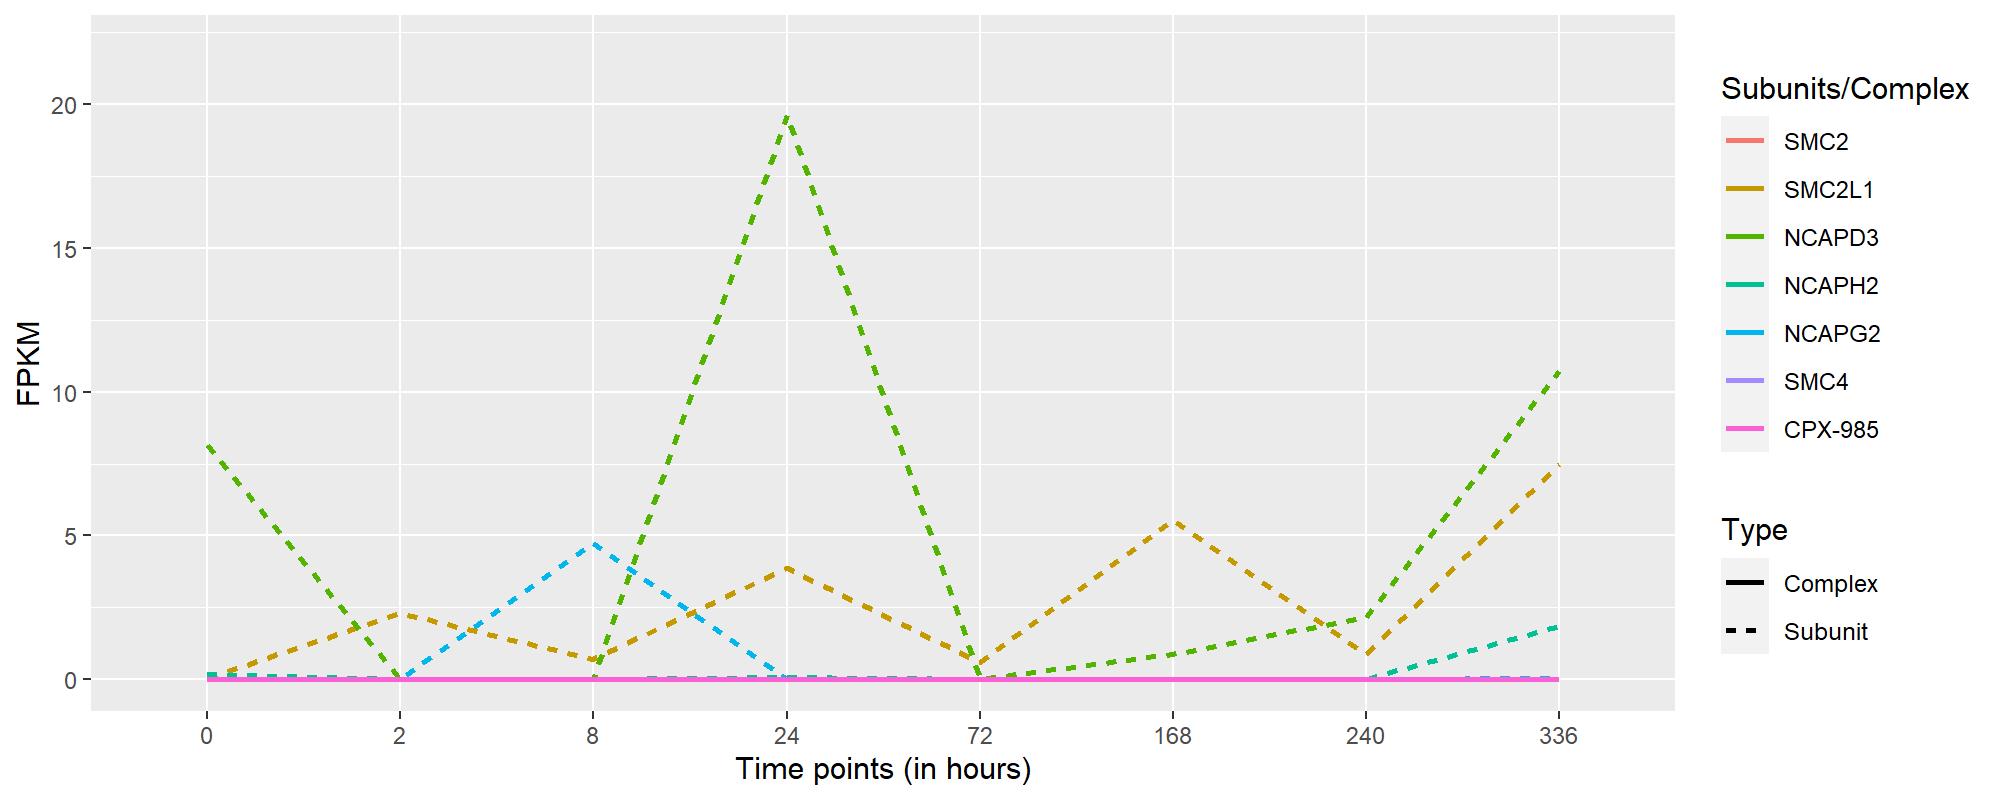 FPKM
20
15
10
5
0
0 2 8 24 72 168 240 336
Time points (in hours)
Subunits/Complex
SMC2
SMC2L1
NCAPD3
NCAPH2
NCAPG2
SMC4
CPX-985
Type
Complex
Subunit